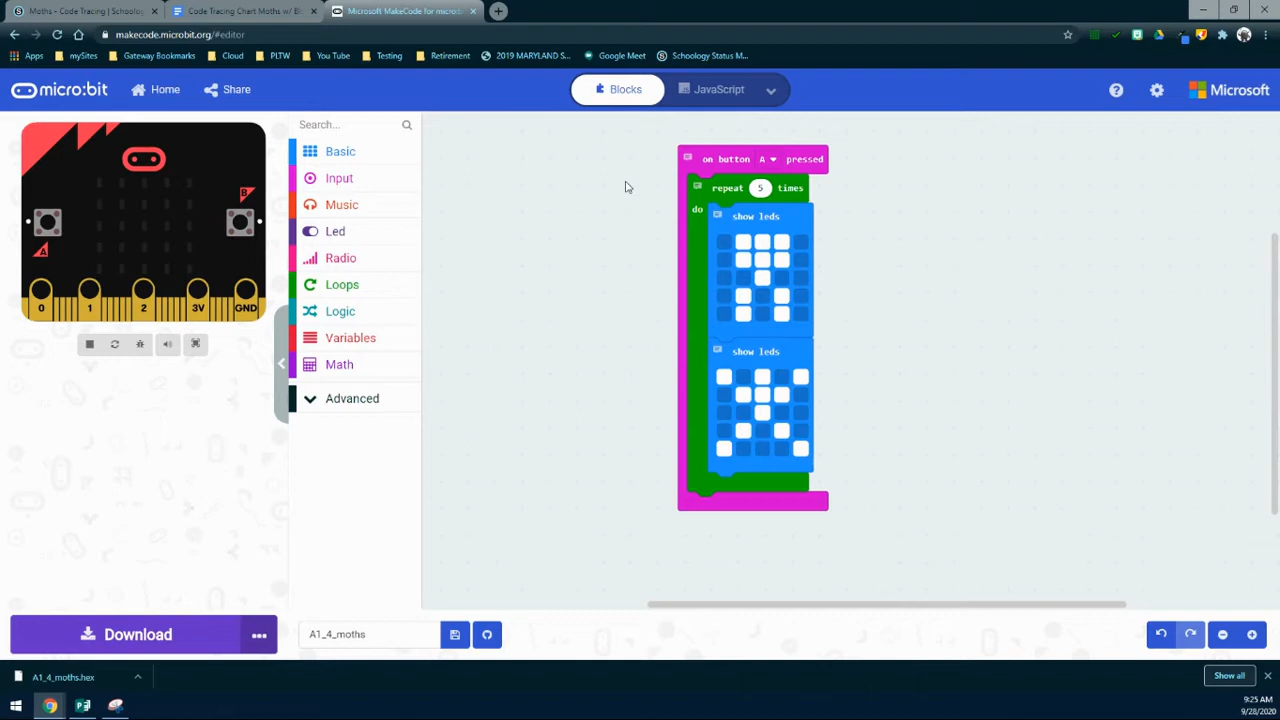 Moths - Code Tracing | Schoolog
Code Tracing Chart Moths w/ Bl
Microsoft MakeCode for micro:b
makecode.microbit.org/#editor
Apps
mySites
Gateway Bookmarks
Cloud
PLTW
You Tube
Testing
Retirement
2019 MARYLAND S...
Google Meet
Schoology Status M...
micro:bit
Home
Share
Blocks
JavaScript
Microsoft
Search...
Basic
Input
Music
Led
Radio
Loops
Logic
Variables
Math
Advanced
A
B
0 1 2 3V GND
on button A pressed
repeat 5 times
do
show leds
show leds
Download
A1_4_moths
A1_4_moths.hex
Show all
9:25 AM
9/28/2020